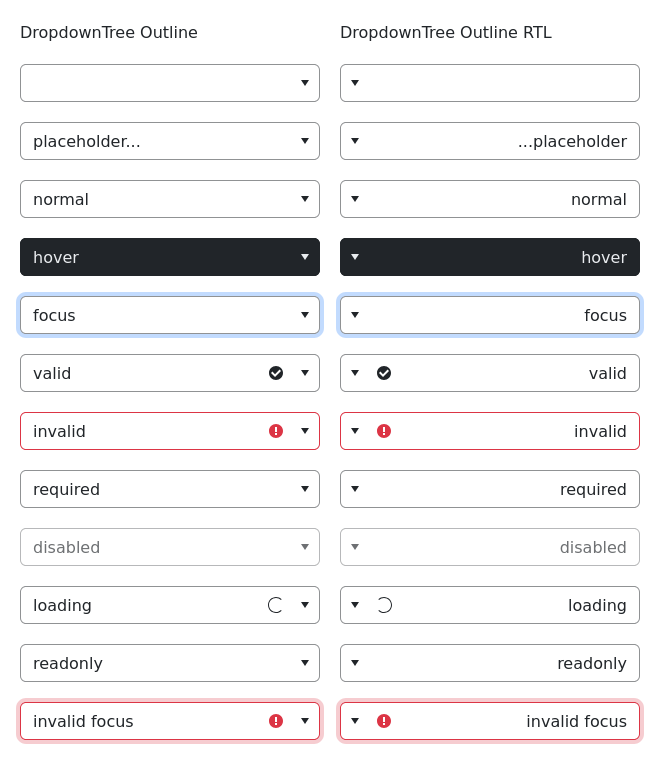 DropdownTree Outline
DropdownTree Outline RTL
placeholder...
...placeholder
normal
normal
hover
hover
focus
focus
valid
valid
invalid
invalid
required
required
disabled
disabled
loading
loading
readonly
readonly
invalid focus
invalid focus